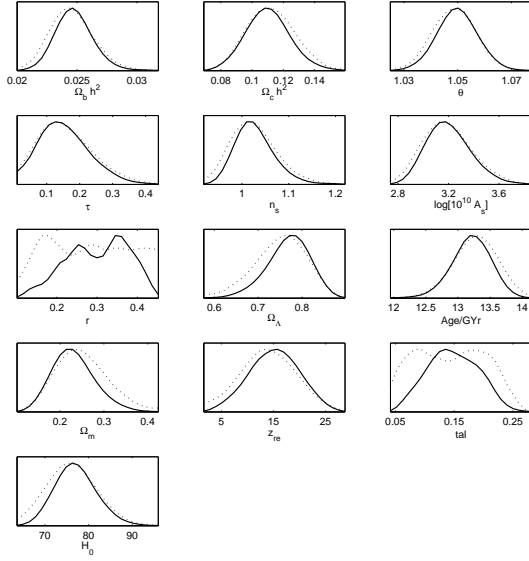 0.02 0.025 0.03
Ω_b h²
0.08 0.1 0.12 0.14
Ω_c h²
1.03 1.05 1.07
θ
0.1 0.2 0.3 0.4
τ
1 1.1 1.2
n_s
2.8 3.2 3.6
log[10¹⁰ A_s]
0.2 0.3 0.4
r
0.6 0.7 0.8
Ω_Λ
12 12.5 13 13.5 14
Age/GYr
0.2 0.3 0.4
Ω_m
5 15 25
z_re
0.05 0.15 0.25
tal
70 80 90
H_0